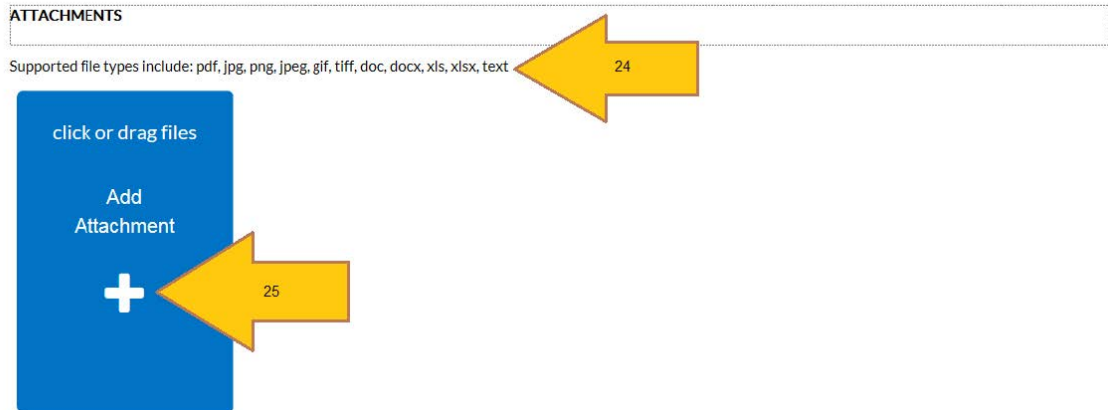 ATTACHMENTS
Supported file types include: pdf, jpg, png, jpeg, gif, tiff, doc, docx, xls, xlsx, text
24
click or drag files
Add
Attachment
25